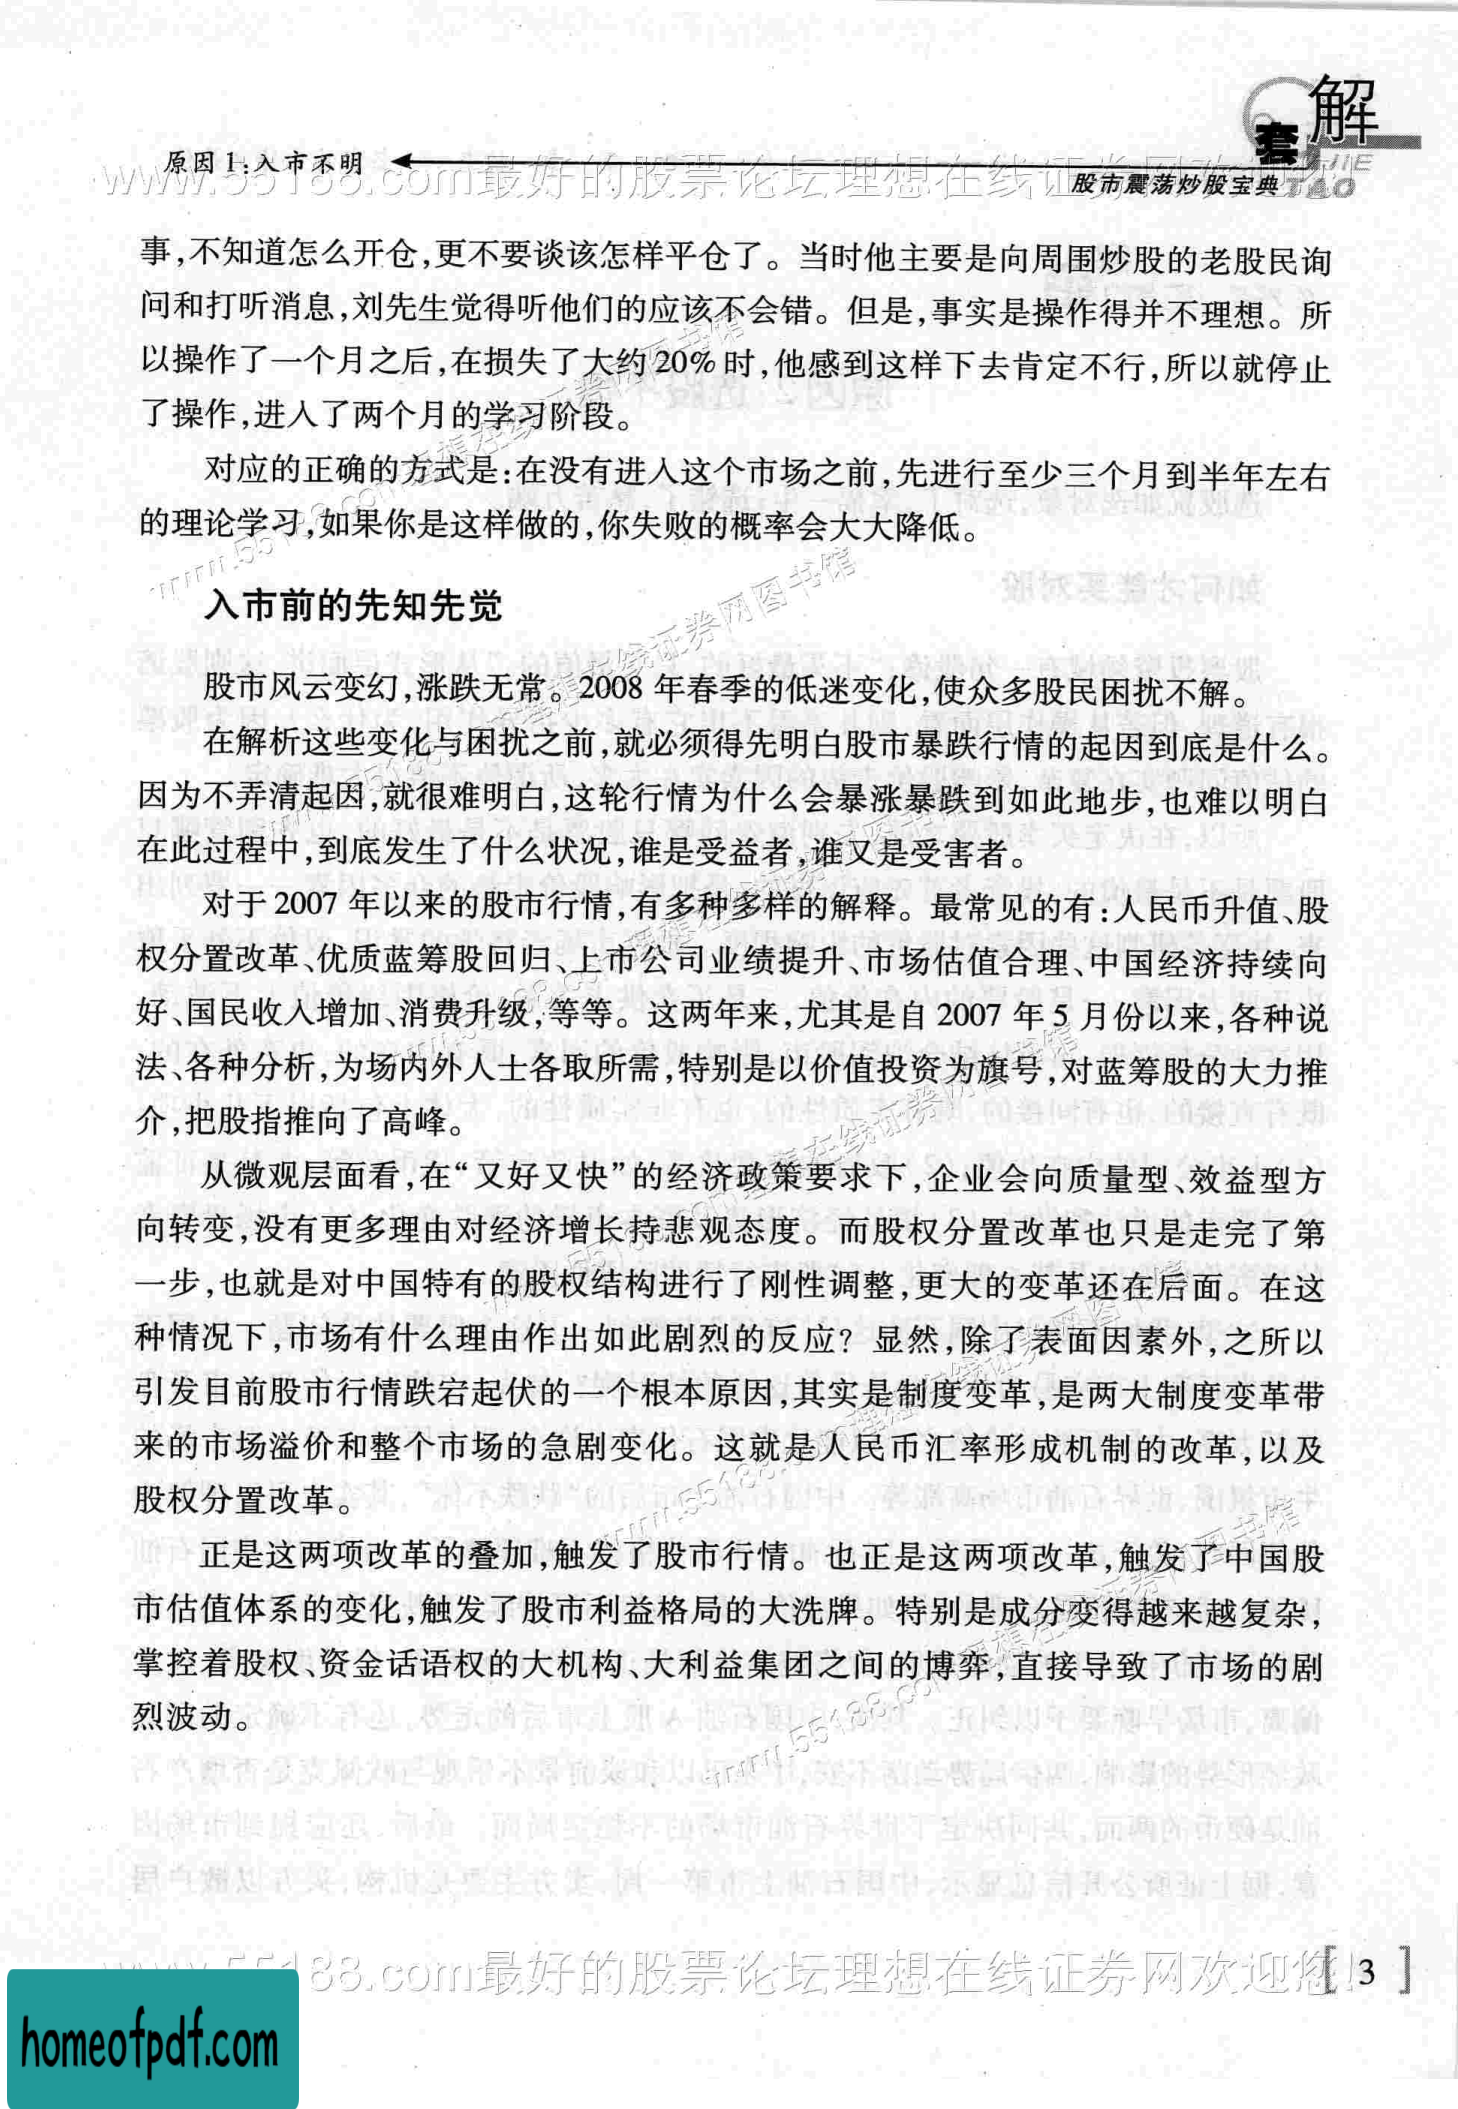 解
套
JIE
TAO
原因1:入市不明
股市震荡炒股宝典
事,不知道怎么开仓,更不要谈该怎样平仓了。当时他主要是向周围炒股的老股民询
问和打听消息,刘先生觉得听他们的应该不会错。但是,事实是操作得并不理想。所
以操作了一个月之后,在损失了大约20%时,他感到这样下去肯定不行,所以就停止
了操作,进入了两个月的学习阶段。
对应的正确的方式是:在没有进入这个市场之前,先进行至少三个月到半年左右
的理论学习,如果你是这样做的,你失败的概率会大大降低。
入市前的先知先觉
股市风云变幻,涨跌无常。2008年春季的低迷变化,使众多股民困扰不解。
在解析这些变化与困扰之前,就必须得先明白股市暴跌行情的起因到底是什么。
因为不弄清起因,就很难明白,这轮行情为什么会暴涨暴跌到如此地步,也难以明白
在此过程中,到底发生了什么状况,谁是受益者,谁又是受害者。
对于2007年以来的股市行情,有多种多样的解释。最常见的有:人民币升值、股
权分置改革、优质蓝筹股回归、上市公司业绩提升、市场估值合理、中国经济持续向
好、国民收入增加、消费升级,等等。这两年来,尤其是自2007年5月份以来,各种说
法、各种分析,为场内外人士各取所需,特别是以价值投资为旗号,对蓝筹股的大力推
介,把股指推向了高峰。
从微观层面看,在“又好又快”的经济政策要求下,企业会向质量型、效益型方
向转变,没有更多理由对经济增长持悲观态度。而股权分置改革也只是走完了第
一步,也就是对中国特有的股权结构进行了刚性调整,更大的变革还在后面。在这
种情况下,市场有什么理由作出如此剧烈的反应?显然,除了表面因素外,之所以
引发目前股市行情跌宕起伏的一个根本原因,其实是制度变革,是两大制度变革带
来的市场溢价和整个市场的急剧变化。这就是人民币汇率形成机制的改革,以及
股权分置改革。
正是这两项改革的叠加,触发了股市行情。也正是这两项改革,触发了中国股
市估值体系的变化,触发了股市利益格局的大洗牌。特别是成分变得越来越复杂,
掌控着股权、资金话语权的大机构、大利益集团之间的博弈,直接导致了市场的剧
烈波动。
www.55188.com最好的股票论坛理想在线证券网欢迎您!
[3]
homeofpdf.com